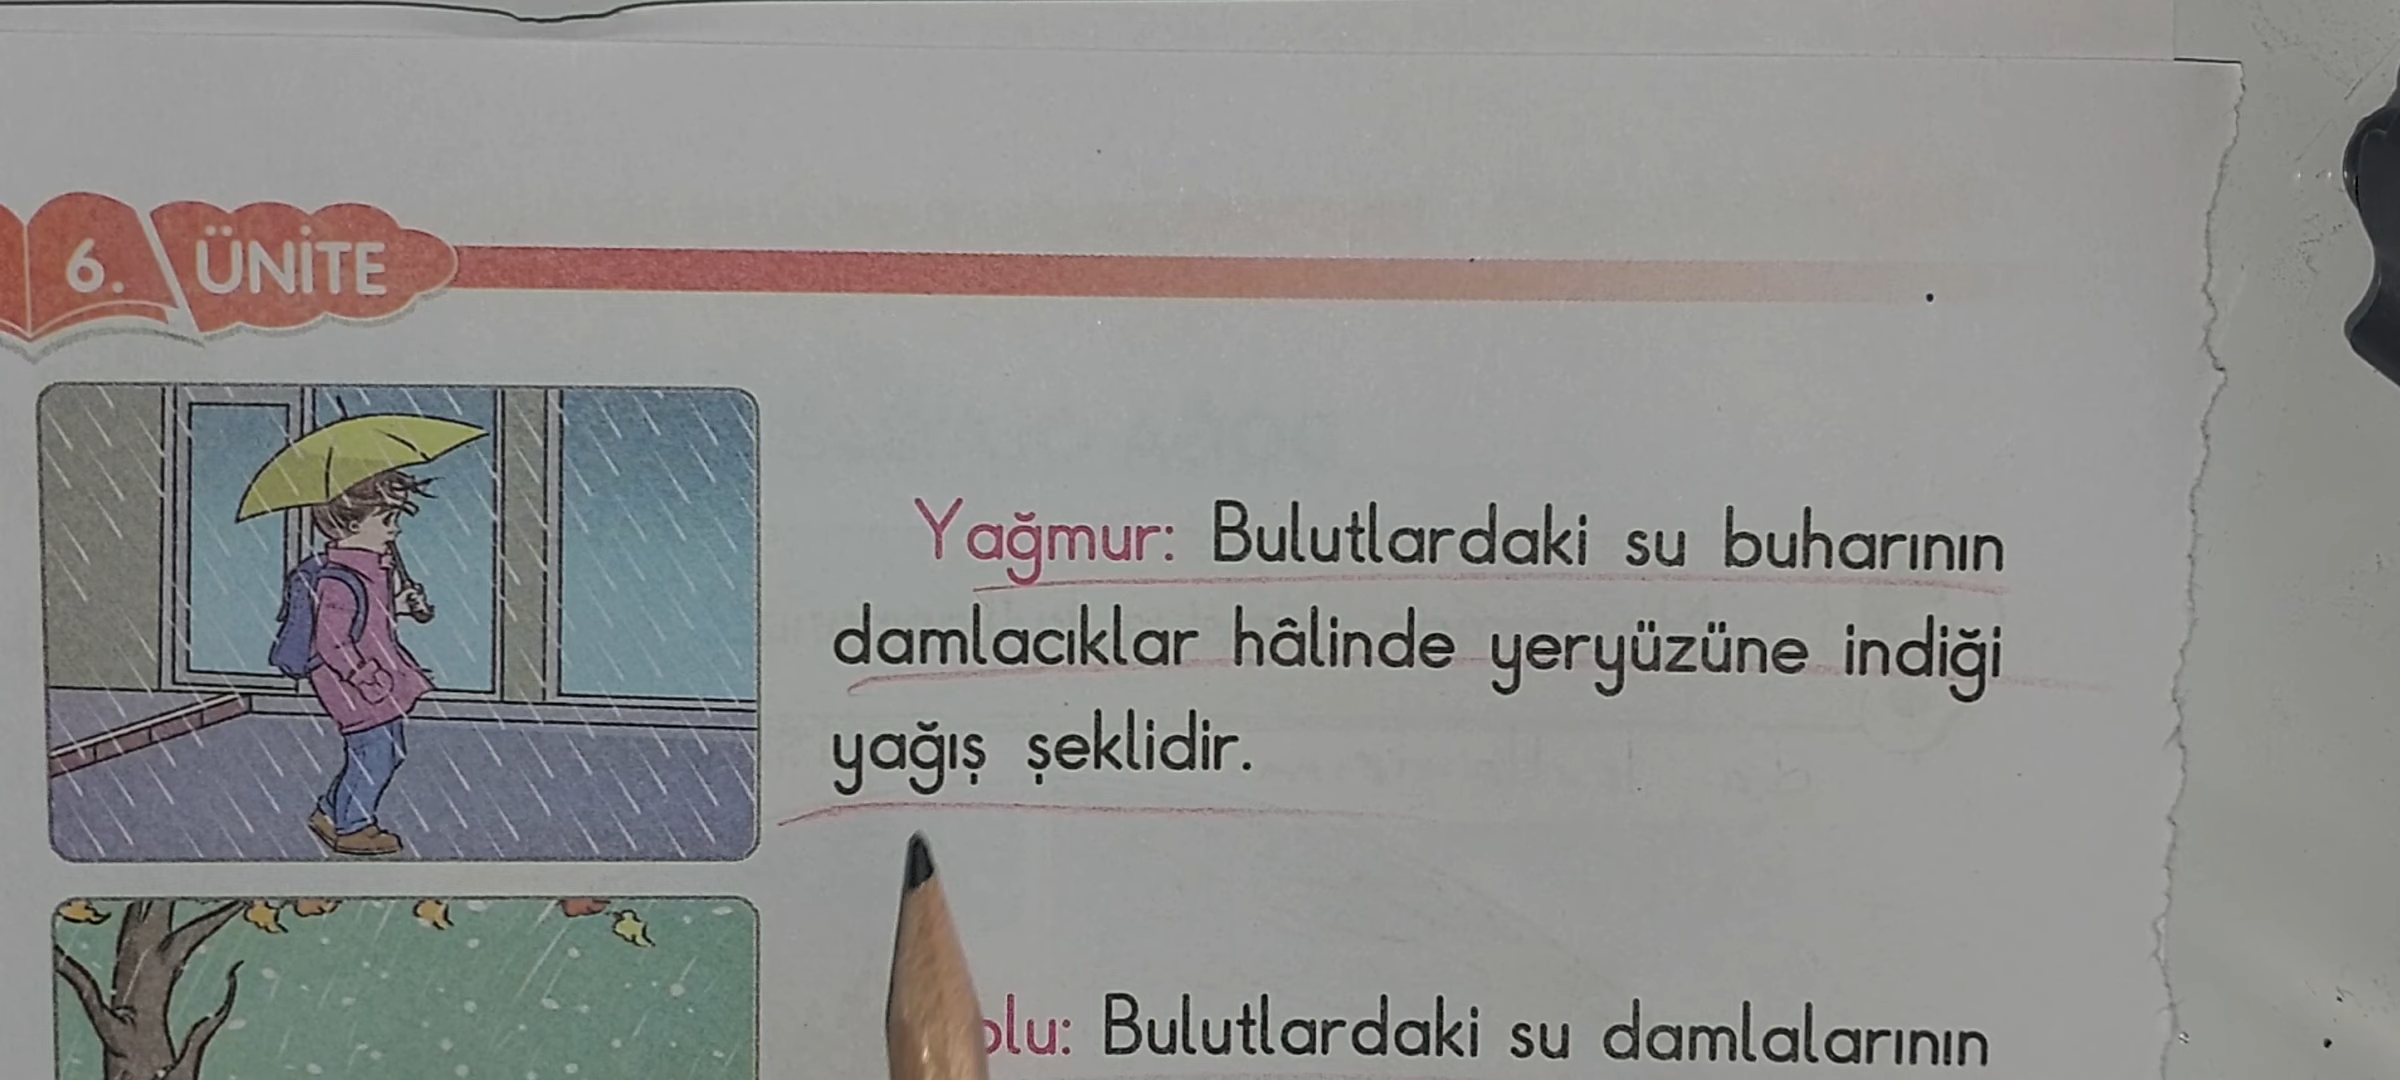 6. ÜNİTE
Yağmur: Bulutlardaki su buharının
damlacıklar hâlinde yeryüzüne indiği
yağış şeklidir.
Bulutlardaki su damlalarının